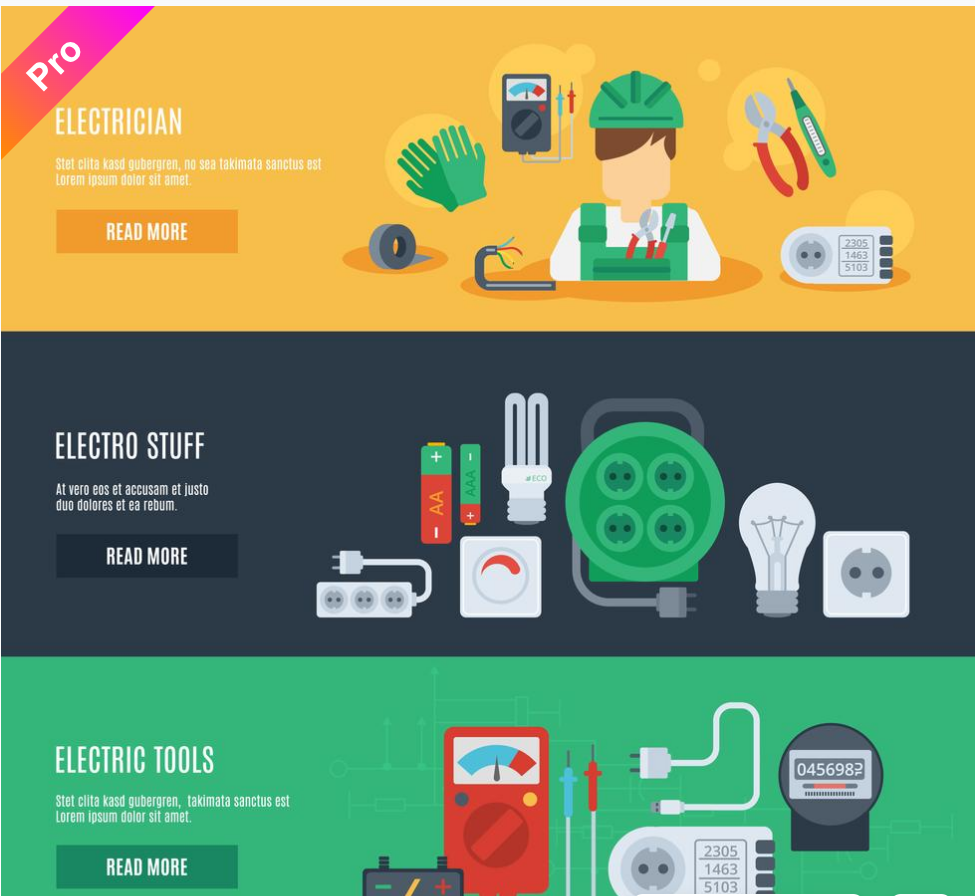 Pro
ELECTRICIAN
Stet clita kasd gubergren, no sea takimata sanctus est
Lorem ipsum dolor sit amet.
READ MORE
2305
1463
5103
ELECTRO STUFF
At vero eos et accusam et justo
duo dolores et ea rebum.
READ MORE
+
AA
−
−
AAA
+
ECO
ELECTRIC TOOLS
Stet clita kasd gubergren,  takimata sanctus est
Lorem ipsum dolor sit amet.
READ MORE
045698
2305
1463
5103
− +